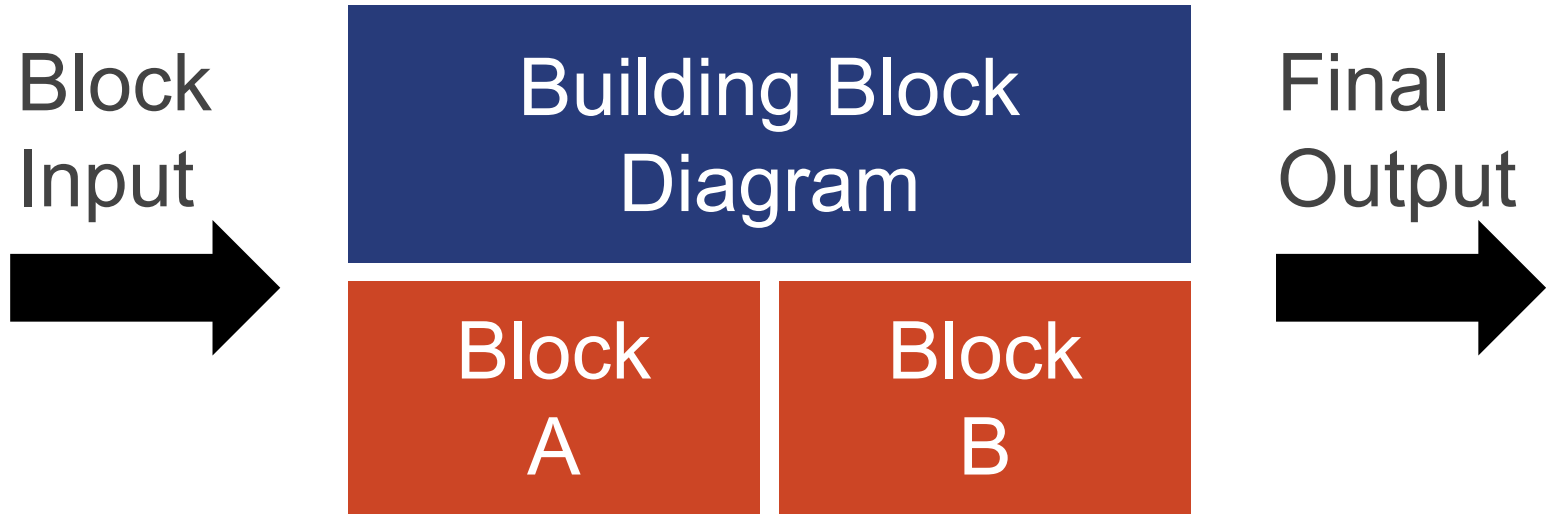 Block
Input
Building Block
Diagram
Final
Output
Block
A
Block
B